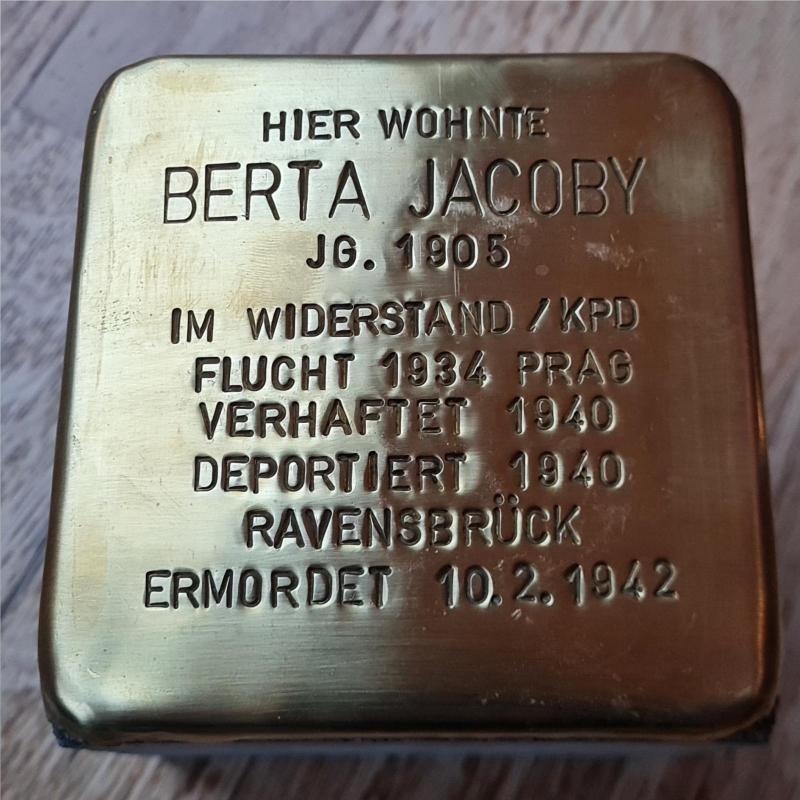 HIER WOHNTE
BERTA JACOBY
JG. 1905
IM WIDERSTAND / KPD
FLUCHT 1934 PRAG
VERHAFTET 1940
DEPORTIERT 1940
RAVENSBRÜCK
ERMORDET 10.2.1942